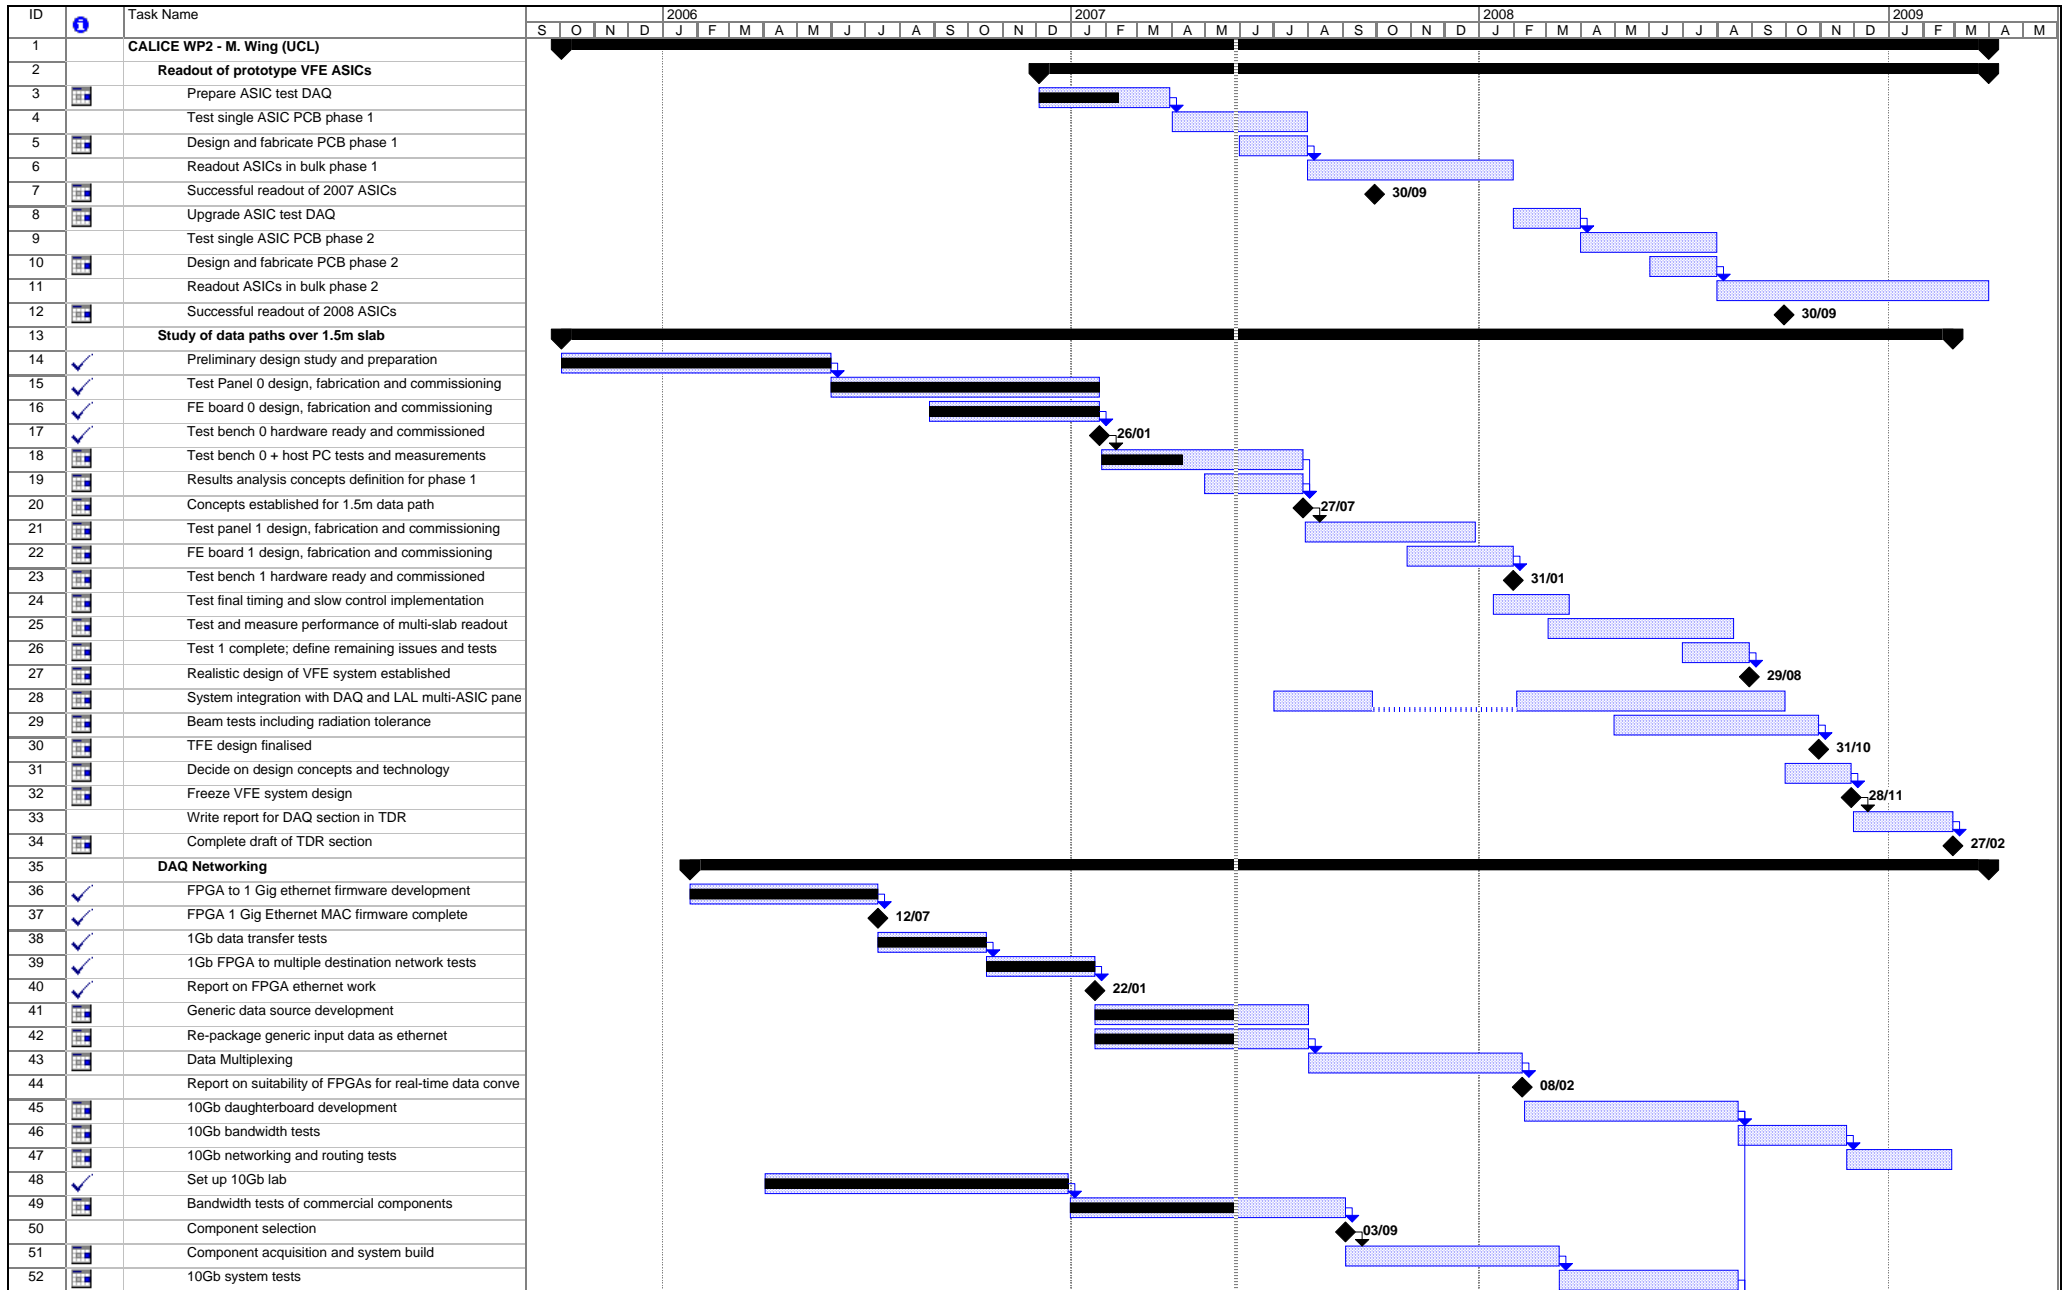 ID Task Name 2006 2007 2008 2009
S O N D J F M A M J J A S O N D J F M A M J J A S O N D J F M A M J J A S O N D J F M A M
1 CALICE WP2 - M. Wing (UCL)
2 Readout of prototype VFE ASICs
3 Prepare ASIC test DAQ
4 Test single ASIC PCB phase 1
5 Design and fabricate PCB phase 1
6 Readout ASICs in bulk phase 1
7 Successful readout of 2007 ASICs 30/09
8 Upgrade ASIC test DAQ
9 Test single ASIC PCB phase 2
10 Design and fabricate PCB phase 2
11 Readout ASICs in bulk phase 2
12 Successful readout of 2008 ASICs 30/09
13 Study of data paths over 1.5m slab
14 Preliminary design study and preparation
15 Test Panel 0 design, fabrication and commissioning
16 FE board 0 design, fabrication and commissioning
17 Test bench 0 hardware ready and commissioned 26/01
18 Test bench 0 + host PC tests and measurements
19 Results analysis concepts definition for phase 1
20 Concepts established for 1.5m data path 27/07
21 Test panel 1 design, fabrication and commissioning
22 FE board 1 design, fabrication and commissioning
23 Test bench 1 hardware ready and commissioned 31/01
24 Test final timing and slow control implementation
25 Test and measure performance of multi-slab readout
26 Test 1 complete; define remaining issues and tests
27 Realistic design of VFE system established 29/08
28 System integration with DAQ and LAL multi-ASIC pane
29 Beam tests including radiation tolerance
30 TFE design finalised 31/10
31 Decide on design concepts and technology
32 Freeze VFE system design 28/11
33 Write report for DAQ section in TDR
34 Complete draft of TDR section 27/02
35 DAQ Networking
36 FPGA to 1 Gig ethernet firmware development
37 FPGA 1 Gig Ethernet MAC firmware complete 12/07
38 1Gb data transfer tests
39 1Gb FPGA to multiple destination network tests
40 Report on FPGA ethernet work 22/01
41 Generic data source development
42 Re-package generic input data as ethernet
43 Data Multiplexing
44 Report on suitability of FPGAs for real-time data conve 08/02
45 10Gb daughterboard development
46 10Gb bandwidth tests
47 10Gb networking and routing tests
48 Set up 10Gb lab
49 Bandwidth tests of commercial components
50 Component selection 03/09
51 Component acquisition and system build
52 10Gb system tests